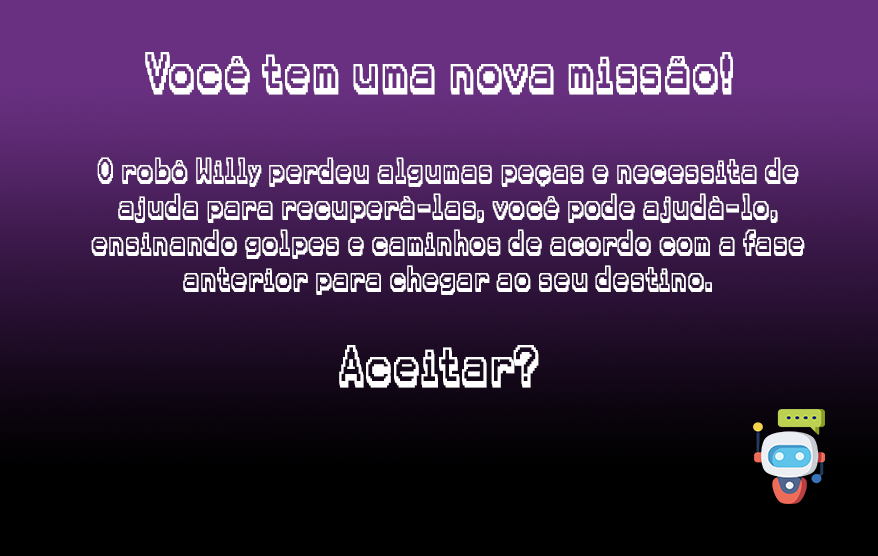 Você tem uma nova missão!
O robô Willy perdeu algumas peças e necessita de
ajuda para recuperà-las, você pode ajudà-lo,
ensinando golpes e caminhos de acordo com a fase
anterior para chegar ao seu destino.
Aceitar?